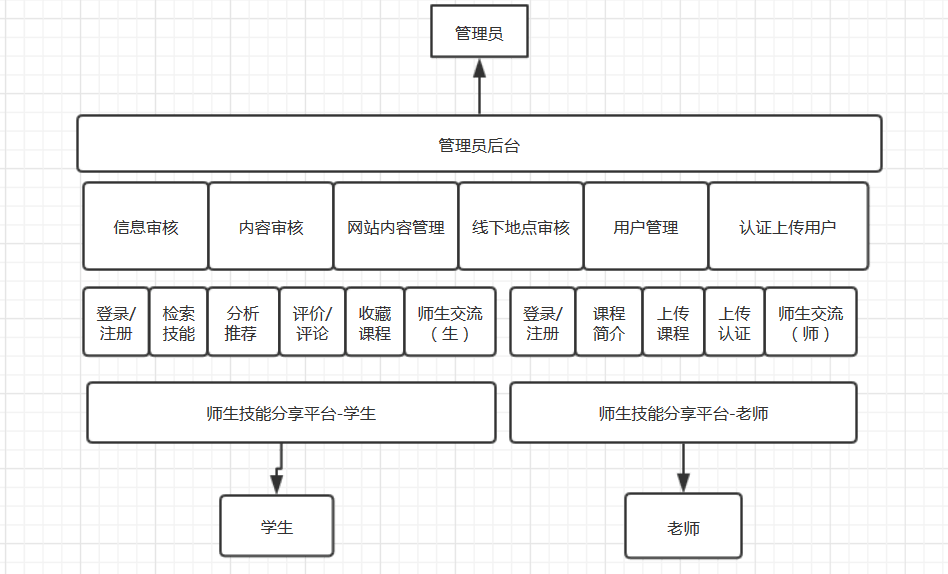 管理员
管理员后台
信息审核
内容审核
网站内容管理
线下地点审核
用户管理
认证上传用户
登录/
注册
检索
技能
分析
推荐
评价/
评论
收藏
课程
师生交流
（生）
登录/
注册
课程
简介
上传
课程
上传
认证
师生交流
（师）
师生技能分享平台-学生
师生技能分享平台-老师
学生
老师